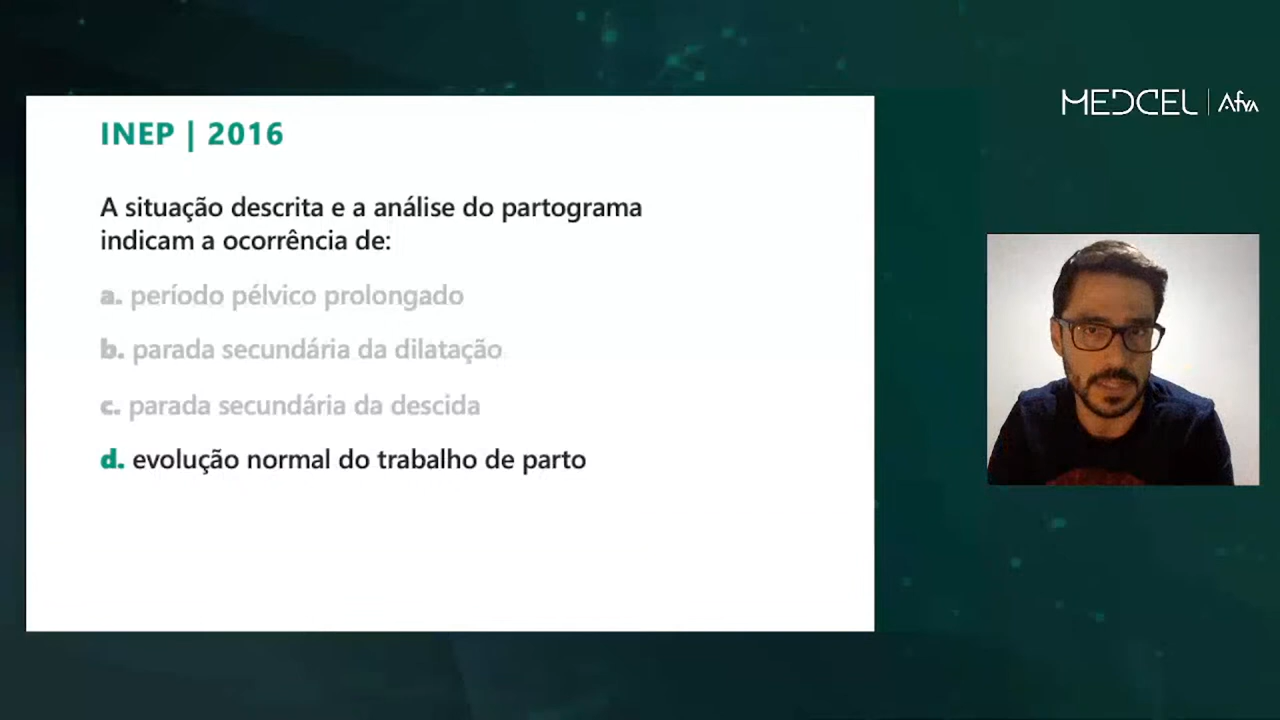 INEP | 2016
A situação descrita e a análise do partograma
indicam a ocorrência de:
a. período pélvico prolongado
b. parada secundária da dilatação
c. parada secundária da descida
d. evolução normal do trabalho de parto
MEDCEL | Afya